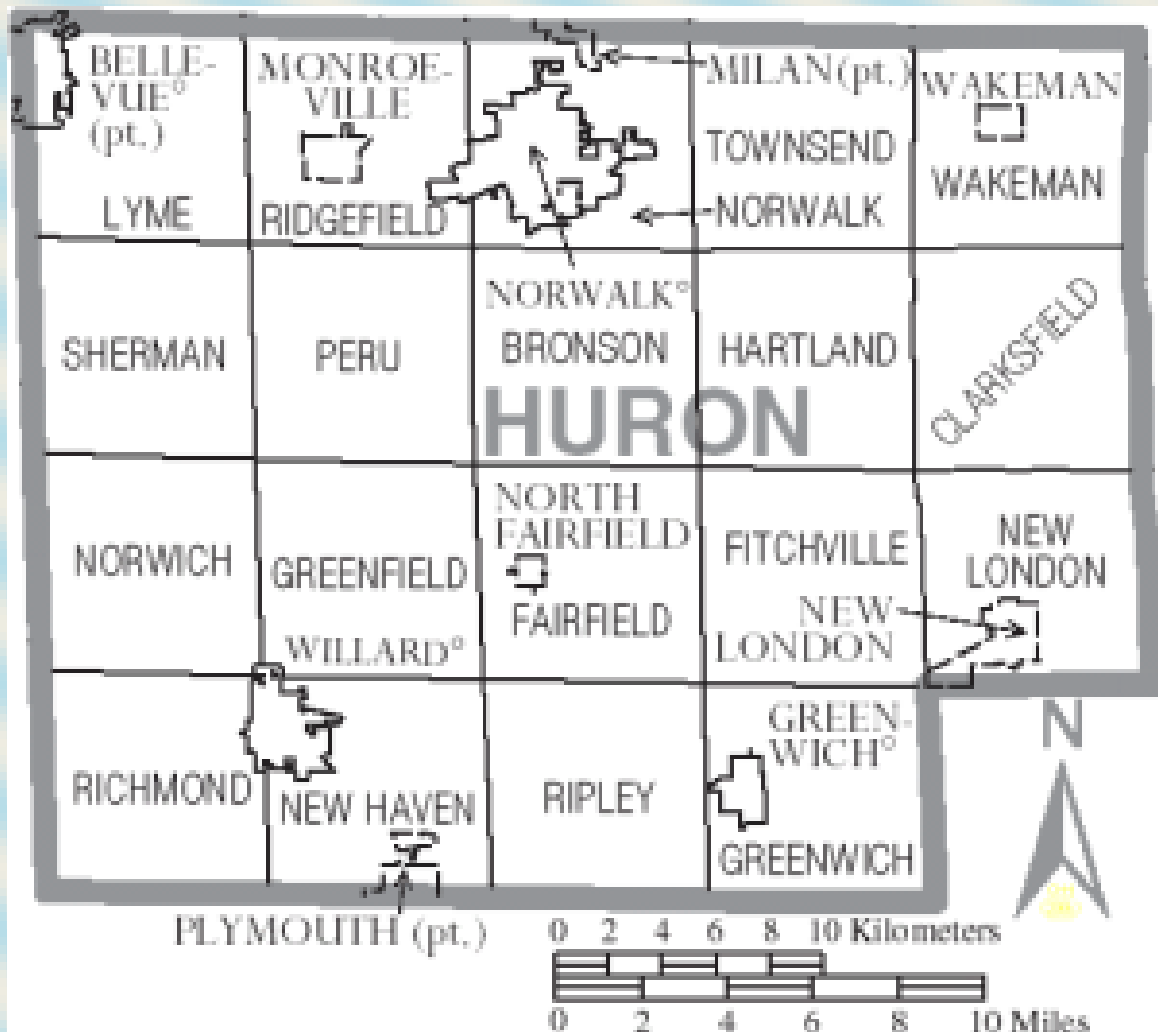 BELLE-
VUE°
(pt.)
MONROE-
VILLE
MILAN (pt.)
WAKEMAN
TOWNSEND
WAKEMAN
LYME
RIDGEFIELD
NORWALK
NORWALK°
SHERMAN
PERU
BRONSON
HARTLAND
CLARKSFIELD
HURON
NORTH
FAIRFIELD
NORWICH
GREENFIELD
FITCHVILLE
NEW
LONDON
FAIRFIELD
NEW
LONDON
WILLARD°
GREEN-
WICH°
N
RICHMOND
NEW HAVEN
RIPLEY
GREENWICH
PLYMOUTH (pt.)
0 2 4 6 8 10 Kilometers
0 2 4 6 8 10 Miles